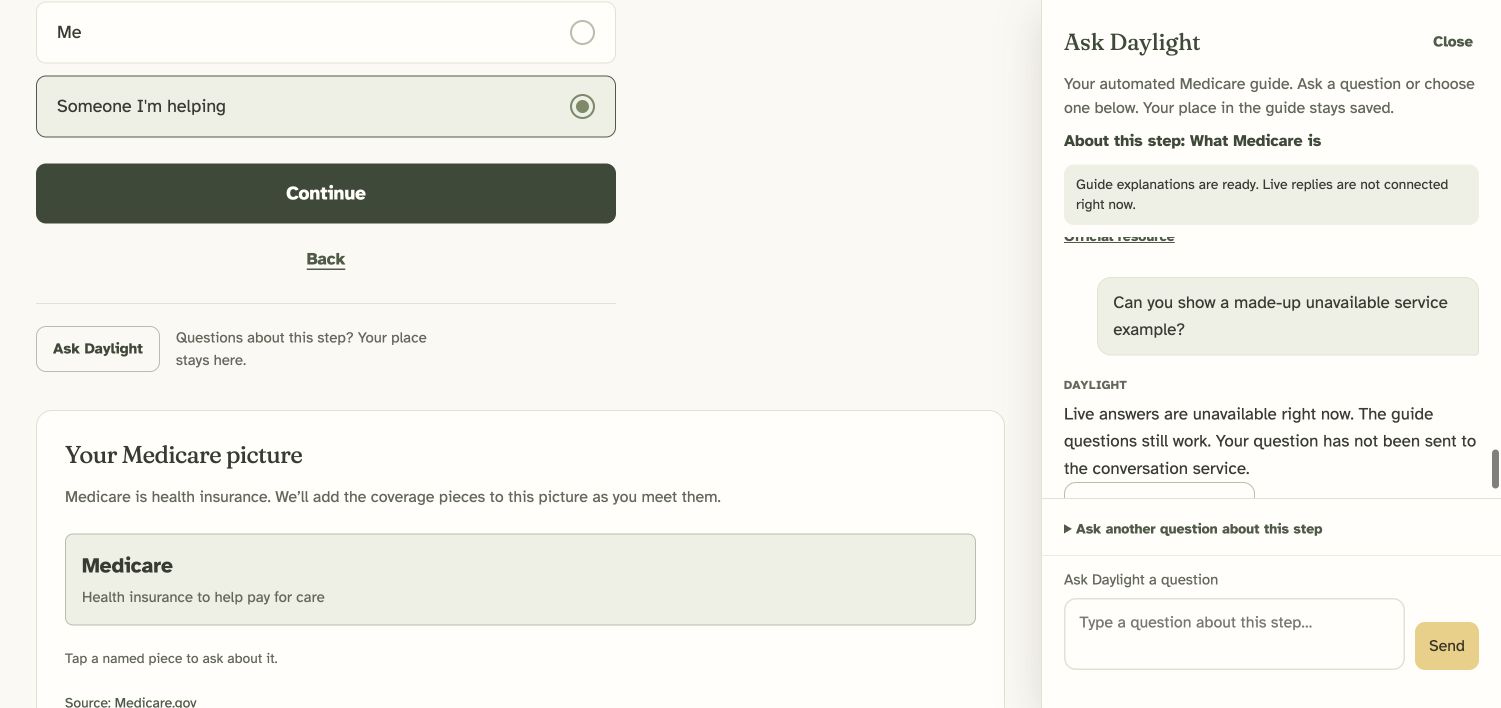 Me
Someone I'm helping
Continue
Back
Ask Daylight
Questions about this step? Your place
stays here.
Your Medicare picture
Medicare is health insurance. We’ll add the coverage pieces to this picture as you meet them.
Medicare
Health insurance to help pay for care
Tap a named piece to ask about it.
Source: Medicare.gov
Ask Daylight
Close
Your automated Medicare guide. Ask a question or choose
one below. Your place in the guide stays saved.
About this step: What Medicare is
Guide explanations are ready. Live replies are not connected
right now.
Official resource
Can you show a made-up unavailable service
example?
DAYLIGHT
Live answers are unavailable right now. The guide
questions still work. Your question has not been sent to
the conversation service.
Ask another question about this step
Ask Daylight a question
Type a question about this step...
Send